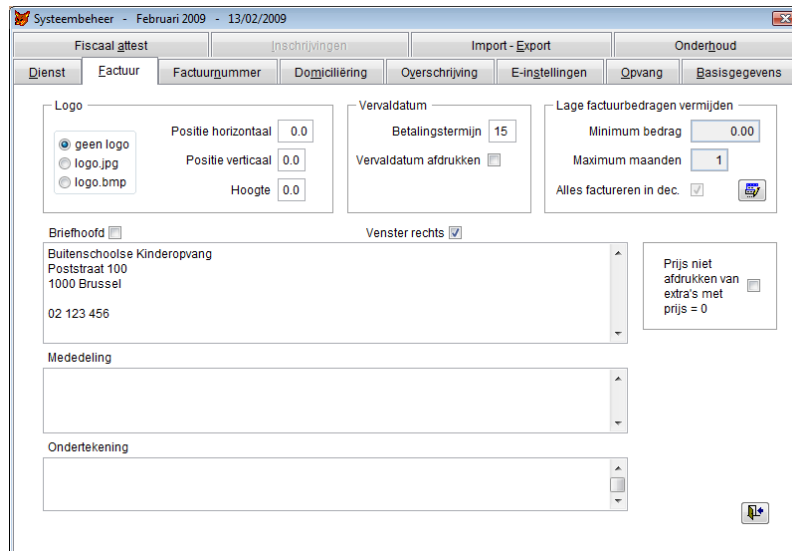 Systeembeheer - Februari 2009 - 13/02/2009
Fiscaal attest
Inschrijvingen
Import - Export
Onderhoud
Dienst
Factuur
Factuurnummer
Domiciliëring
Overschrijving
E-instellingen
Opvang
Basisgegevens
Logo
geen logo
logo.jpg
logo.bmp
Positie horizontaal 0.0
Positie verticaal 0.0
Hoogte 0.0
Vervaldatum
Betalingstermijn 15
Vervaldatum afdrukken
Lage factuurbedragen vermijden
Minimum bedrag 0.00
Maximum maanden 1
Alles factureren in dec.
Briefhoofd
Venster rechts
Buitenschoolse Kinderopvang
Poststraat 100
1000 Brussel
02 123 456
Prijs niet
afdrukken van
extra's met
prijs = 0
Mededeling
Ondertekening